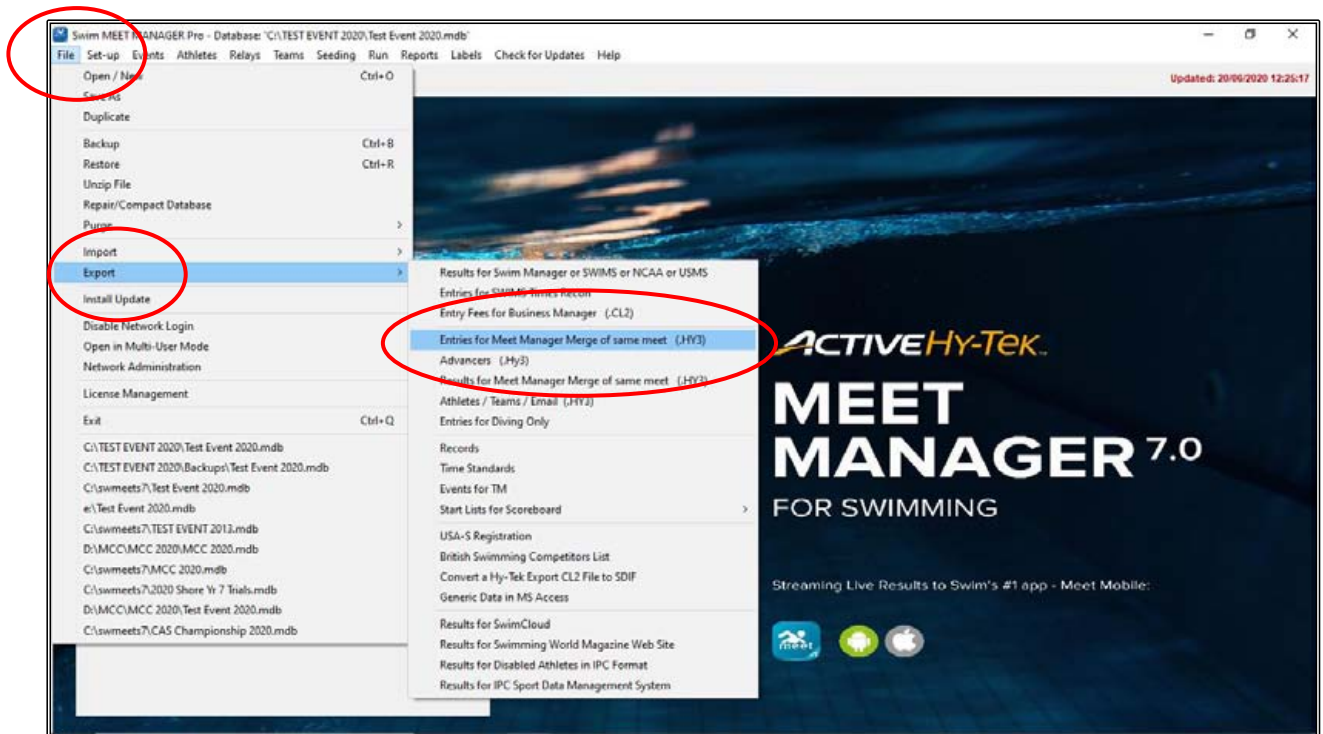 Swim MEET MANAGER Pro - Database: 'C:\TEST EVENT 2020\Test Event 2020.mdb'
File Set-up Events Athletes Relays Teams Seeding Run Reports Labels Check for Updates Help
Updated: 20/06/2020 12:25:17
Open / New Ctrl+O
Save As
Duplicate
Backup Ctrl+B
Restore Ctrl+R
Unzip File
Repair/Compact Database
Purge >
Import >
Export >
Install Update
Disable Network Login
Open in Multi-User Mode
Network Administration
License Management
Exit Ctrl+Q
C:\TEST EVENT 2020\Test Event 2020.mdb
C:\TEST EVENT 2020\Backups\Test Event 2020.mdb
C:\swmeets7\Test Event 2020.mdb
e:\Test Event 2020.mdb
C:\swmeets7\TEST EVENT 2013.mdb
D:\MCC\MCC 2020\MCC 2020.mdb
C:\swmeets7\MCC 2020.mdb
C:\swmeets7\2020 Shore Yr 7 Trials.mdb
D:\MCC\MCC 2020\Test Event 2020.mdb
C:\swmeets7\CAS Championship 2020.mdb
Results for Swim Manager or SWIMS or NCAA or USMS
Entries for SWIMS Times Recon
Entry Fees for Business Manager (.CL2)
Entries for Meet Manager Merge of same meet (.HY3)
Advancers (.Hy3)
Results for Meet Manager Merge of same meet (.HY3)
Athletes / Teams / Email (.HY3)
Entries for Diving Only
Records
Time Standards
Events for TM
Start Lists for Scoreboard >
USA-S Registration
British Swimming Competitors List
Convert a Hy-Tek Export CL2 File to SDIF
Generic Data in MS Access
Results for SwimCloud
Results for Swimming World Magazine Web Site
Results for Disabled Athletes in IPC Format
Results for IPC Sport Data Management System
ACTIVE HY-TEK
MEET
MANAGER 7.0
FOR SWIMMING
Streaming Live Results to Swim's #1 app - Meet Mobile:
meet